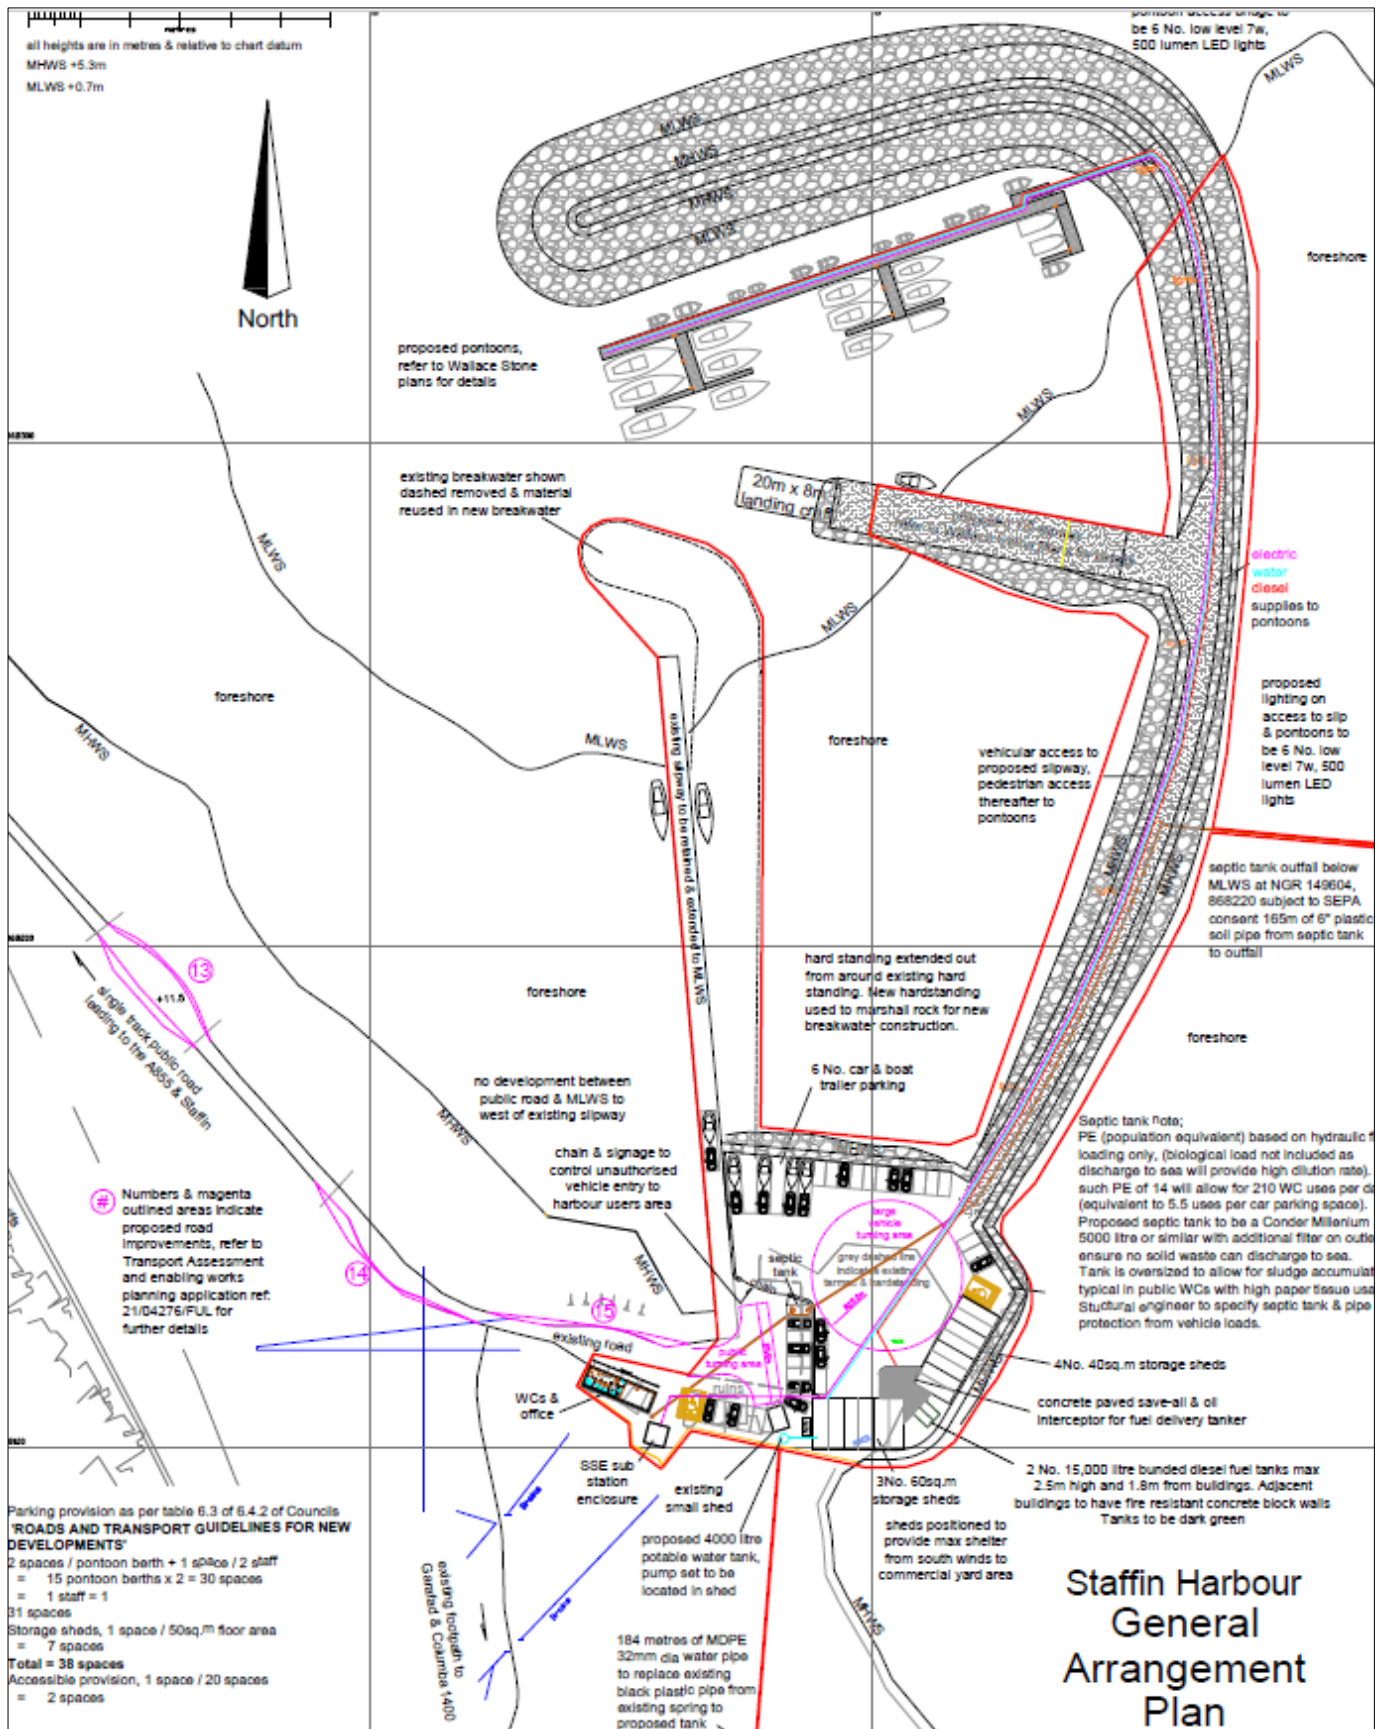 all heights are in metres & relative to chart datum
MHWS +5.3m
MLWS +0.7m
North
pontoon access bridge to
be 6 No. low level 7w,
500 lumen LED lights
MLWS
MLWS
MHWS
MHWS
MLWS
foreshore
proposed pontoons,
refer to Wallace Stone
plans for details
MLWS
existing breakwater shown
dashed removed & material
reused in new breakwater
20m x 8m
landing
MLWS
MLWS
electric
water
diesel
supplies to
pontoons
foreshore
MHWS
MLWS
existing slipway to be retained & extended to MLWS
foreshore
vehicular access to
proposed slipway,
pedestrian access
thereafter to
pontoons
proposed
lighting on
access to slip
& pontoons to
be 6 No. low
level 7w, 500
lumen LED
lights
MHWS
MHWS
septic tank outfall below
MLWS at NGR 149604,
868220 subject to SEPA
consent 165m of 6" plastic
soil pipe from septic tank
to outfall
13
+11.5
single track public road
leading to the A855 & Staffin
foreshore
hard standing extended out
from around existing hard
standing. New hardstanding
used to marshall rock for new
breakwater construction.
foreshore
6 No. car & boat
trailer parking
no development between
public road & MLWS to
west of existing slipway
MHWS
MHWS
chain & signage to
control unauthorised
vehicle entry to
harbour users area
Septic tank note;
PE (population equivalent) based on hydraulic f
loading only, (biological load not included as
discharge to sea will provide high dilution rate).
such PE of 14 will allow for 210 WC uses per da
(equivalent to 5.5 uses per car parking space).
Proposed septic tank to be a Conder Millenium
5000 litre or similar with additional filter on outle
ensure no solid waste can discharge to sea.
Tank is oversized to allow for sludge accumulat
typical in public WCs with high paper tissue usa
Stuctural engineer to specify septic tank & pipe
protection from vehicle loads.
# Numbers & magenta
outlined areas indicate
proposed road
improvements, refer to
Transport Assessment
and enabling works
planning application ref:
21/04276/FUL for
further details
14
15
MHWS
large
vehicle
turning area
grey dashed line
indicates existing
tarmac & hardstanding
septic
tank
chain
existing road
public
turning area
ruins
WCs &
office
SSE sub
station
enclosure
existing
small shed
4No. 40sq.m storage sheds
concrete paved save-all & oil
interceptor for fuel delivery tanker
3No. 60sq.m
storage sheds
2 No. 15,000 litre bunded diesel fuel tanks max
2.5m high and 1.8m from buildings. Adjacent
buildings to have fire resistant concrete block walls
Tanks to be dark green
proposed 4000 litre
potable water tank,
pump set to be
located in shed
sheds positioned to
provide max shelter
from south winds to
commercial yard area
MHWS
existing footpath to
Garafad & Columba 1400
184 metres of MDPE
32mm dia water pipe
to replace existing
black plastic pipe from
existing spring to
proposed tank
Parking provision as per table 6.3 of 6.4.2 of Councils
'ROADS AND TRANSPORT GUIDELINES FOR NEW
DEVELOPMENTS'
2 spaces / pontoon berth + 1 space / 2 staff
= 15 pontoon berths x 2 = 30 spaces
= 1 staff = 1
31 spaces
Storage sheds, 1 space / 50sq.m floor area
= 7 spaces
Total = 38 spaces
Accessible provision, 1 space / 20 spaces
= 2 spaces
Staffin Harbour
General
Arrangement
Plan